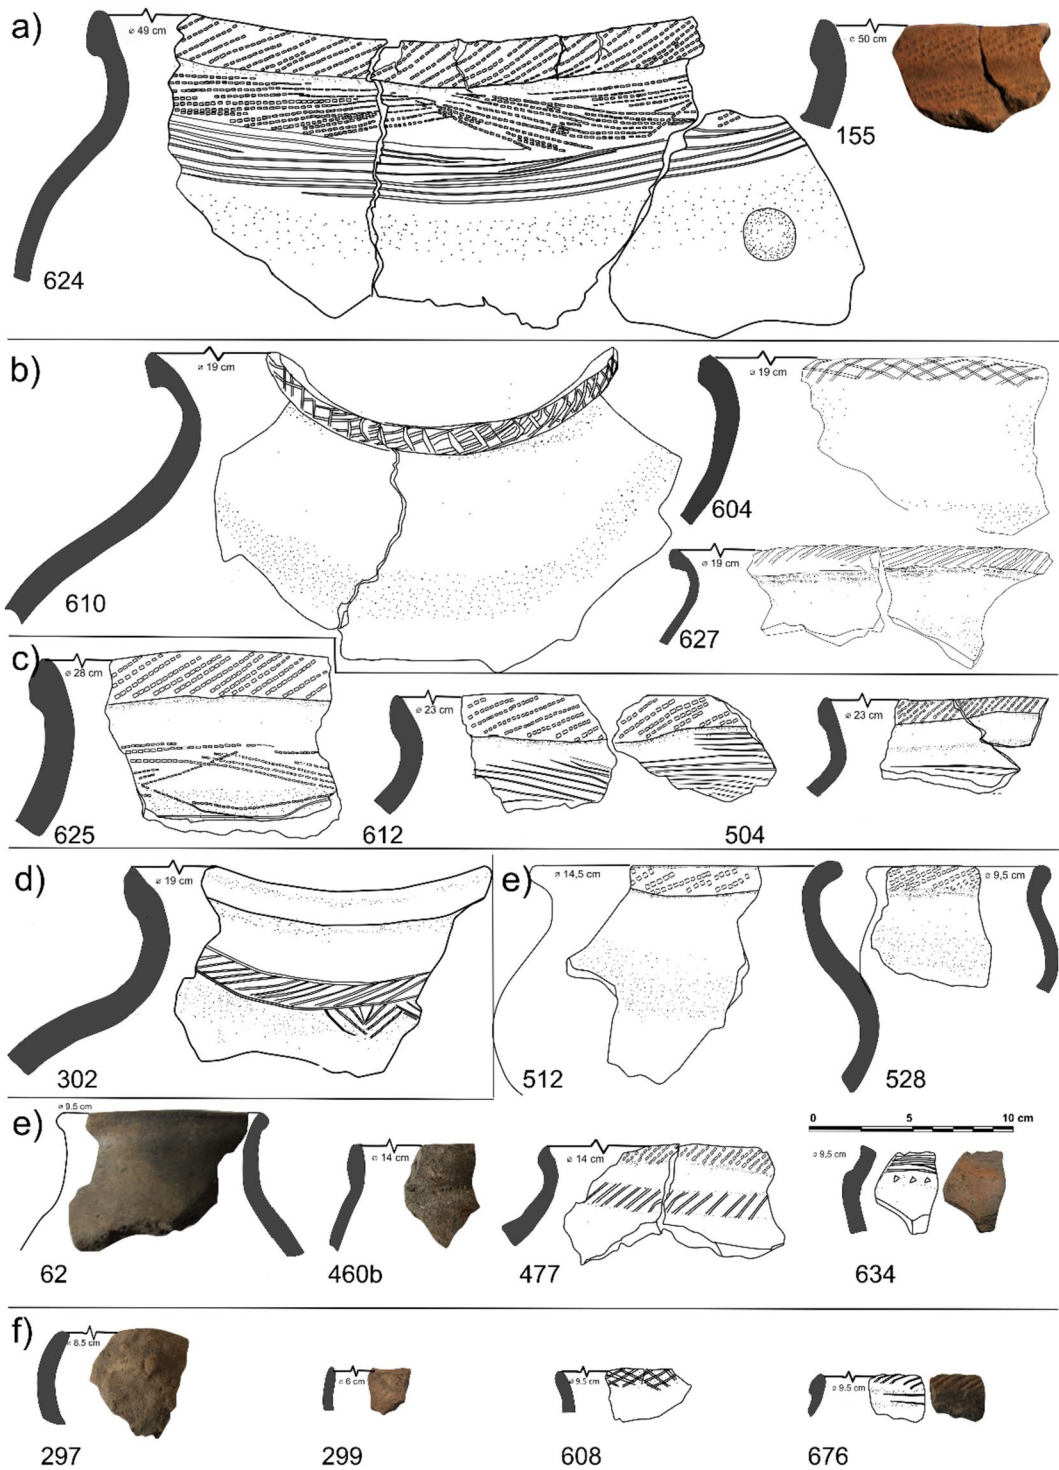 a)
ø 49 cm
624
ø 50 cm
155
b)
ø 19 cm
610
ø 19 cm
604
ø 19 cm
627
c)
ø 28 cm
625
ø 23 cm
612
504
ø 23 cm
d)
ø 19 cm
302
e)
ø 14,5 cm
512
ø 9,5 cm
528
e)
ø 9.5 cm
62
ø 14 cm
460b
ø 14 cm
477
0 5 10 cm
ø 9,5 cm
634
f)
ø 8.5 cm
297
ø 6 cm
299
ø 9.5 cm
608
ø 9.5 cm
676